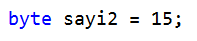 byte sayi2 = 15;